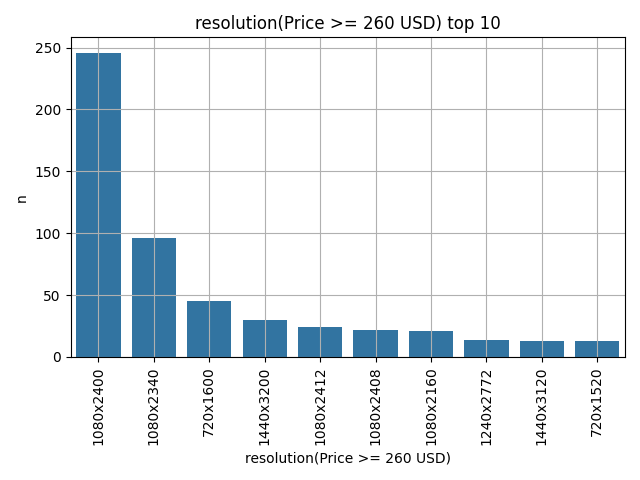 resolution(Price >= 260 USD) top 10
250
200
150
100
50
0
n
1080x2400
1080x2340
720x1600
1440x3200
1080x2412
1080x2408
1080x2160
1240x2772
1440x3120
720x1520
resolution(Price >= 260 USD)